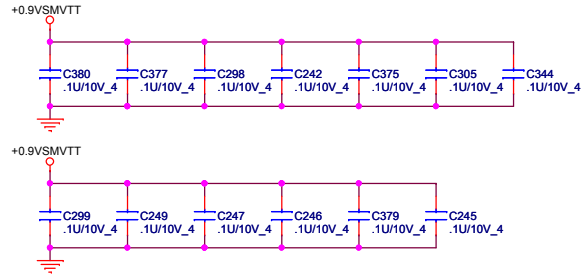 +0.9VSMVTT
C380 C377 C298 C242 C375 C305 C344
.1U/10V_4 .1U/10V_4 .1U/10V_4 .1U/10V_4 .1U/10V_4 .1U/10V_4 .1U/10V_4
+0.9VSMVTT
C299 C249 C247 C246 C379 C245
.1U/10V_4 .1U/10V_4 .1U/10V_4 .1U/10V_4 .1U/10V_4 .1U/10V_4